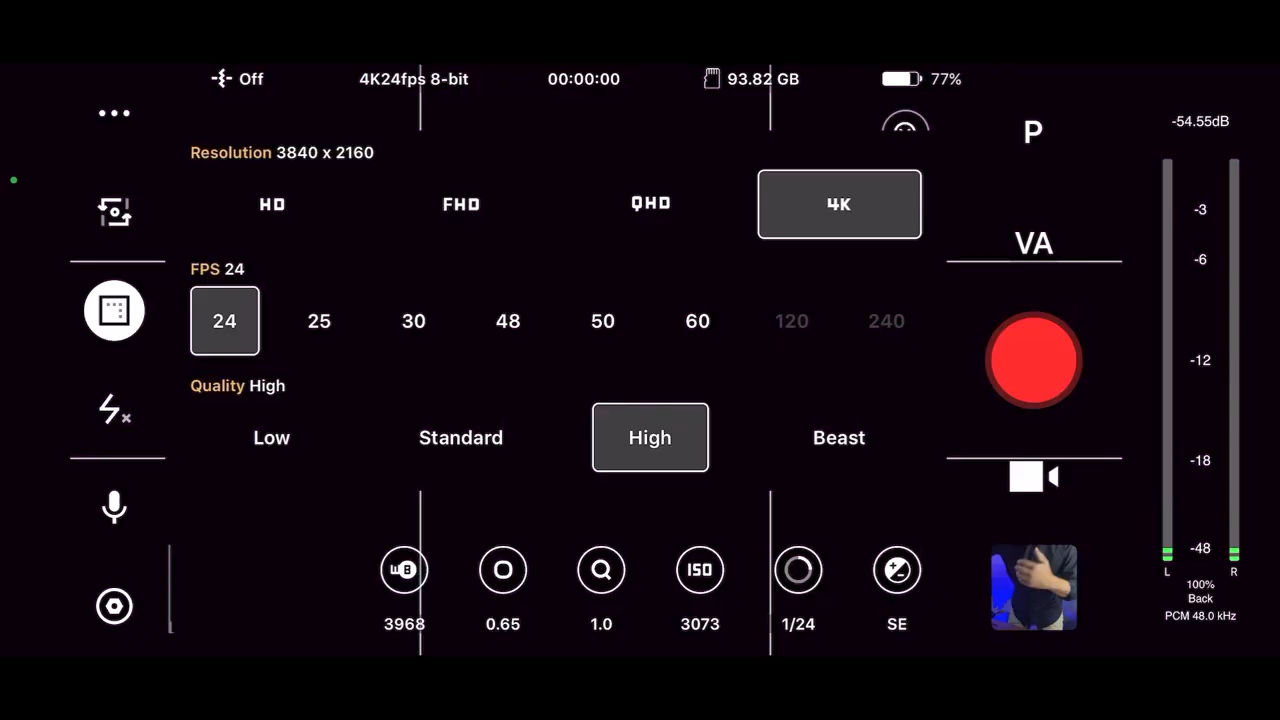 Off 4K24fps 8-bit 00:00:00 93.82 GB 77%
P
-54.55dB
Resolution 3840 x 2160
HD FHD QHD 4K
VA
FPS 24
24 25 30 48 50 60 120 240
Quality High
Low Standard High Beast
-3
-6
-12
-18
-48
L R
100%
Back
PCM 48.0 kHz
WB ISO
3968 0.65 1.0 3073 1/24 SE